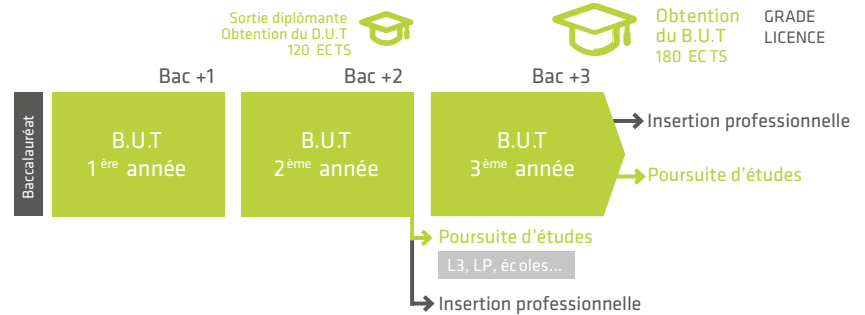 Sortie diplômante
Obtention du D.U.T
120 ECTS
Obtention
du B.U.T
180 ECTS
GRADE
LICENCE
Bac +1
Bac +2
Bac +3
Baccalauréat
B.U.T
1ère année
B.U.T
2ème année
B.U.T
3ème année
Insertion professionnelle
Poursuite d'études
Poursuite d'études
L3, LP, écoles...
Insertion professionnelle